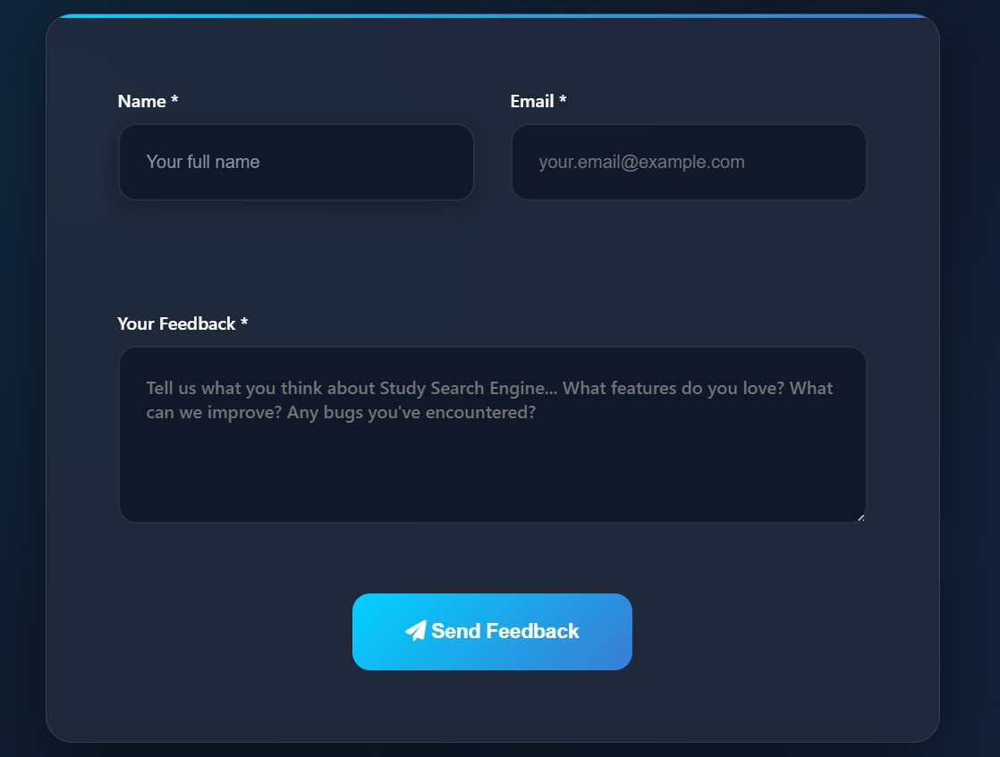 Name *
Email *
Your full name
your.email@example.com
Your Feedback *
Tell us what you think about Study Search Engine... What features do you love? What
can we improve? Any bugs you've encountered?
Send Feedback